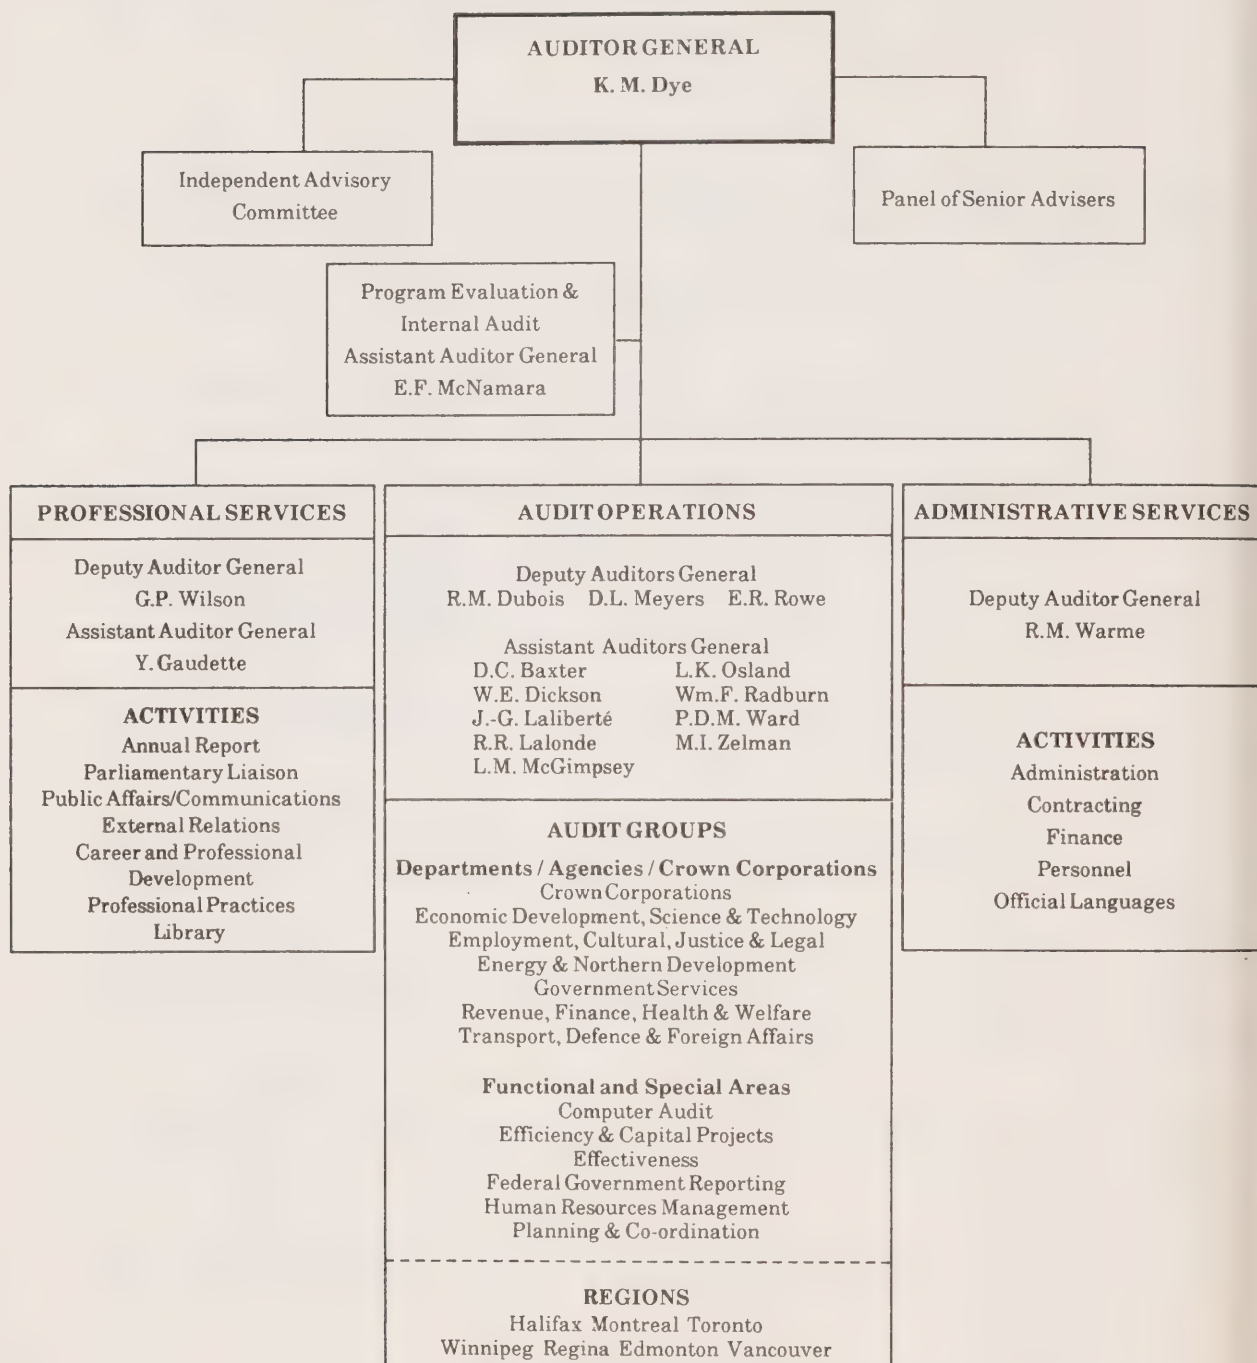 AUDITOR GENERAL
K. M. Dye
Independent Advisory
Committee
Panel of Senior Advisers
Program Evaluation &
Internal Audit
Assistant Auditor General
E.F. McNamara
PROFESSIONAL SERVICES
Deputy Auditor General
G.P. Wilson
Assistant Auditor General
Y. Gaudette
ACTIVITIES
Annual Report
Parliamentary Liaison
Public Affairs/Communications
External Relations
Career and Professional
Development
Professional Practices
Library
AUDIT OPERATIONS
Deputy Auditors General
R.M. Dubois D.L. Meyers E.R. Rowe
Assistant Auditors General
D.C. Baxter L.K. Osland
W.E. Dickson Wm.F. Radburn
J.-G. Laliberté P.D.M. Ward
R.R. Lalonde M.I. Zelman
L.M. McGimpsey
AUDIT GROUPS
Departments / Agencies / Crown Corporations
Crown Corporations
Economic Development, Science & Technology
Employment, Cultural, Justice & Legal
Energy & Northern Development
Government Services
Revenue, Finance, Health & Welfare
Transport, Defence & Foreign Affairs
Functional and Special Areas
Computer Audit
Efficiency & Capital Projects
Effectiveness
Federal Government Reporting
Human Resources Management
Planning & Co-ordination
REGIONS
Halifax Montreal Toronto
Winnipeg Regina Edmonton Vancouver
ADMINISTRATIVE SERVICES
Deputy Auditor General
R.M. Warme
ACTIVITIES
Administration
Contracting
Finance
Personnel
Official Languages